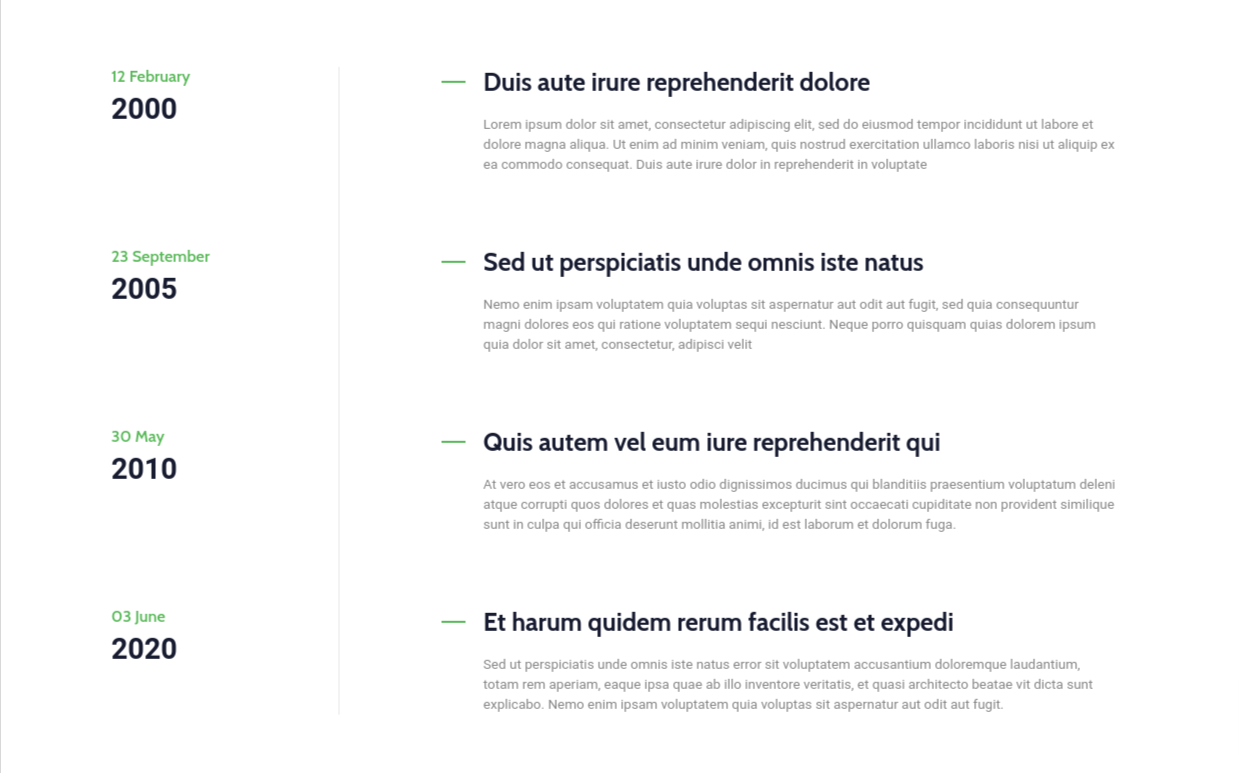 12 February
2000
Duis aute irure reprehenderit dolore
Lorem ipsum dolor sit amet, consectetur adipiscing elit, sed do eiusmod tempor incididunt ut labore et
dolore magna aliqua. Ut enim ad minim veniam, quis nostrud exercitation ullamco laboris nisi ut aliquip ex
ea commodo consequat. Duis aute irure dolor in reprehenderit in voluptate
23 September
2005
Sed ut perspiciatis unde omnis iste natus
Nemo enim ipsam voluptatem quia voluptas sit aspernatur aut odit aut fugit, sed quia consequuntur
magni dolores eos qui ratione voluptatem sequi nesciunt. Neque porro quisquam quias dolorem ipsum
quia dolor sit amet, consectetur, adipisci velit
30 May
2010
Quis autem vel eum iure reprehenderit qui
At vero eos et accusamus et iusto odio dignissimos ducimus qui blanditiis praesentium voluptatum deleni
atque corrupti quos dolores et quas molestias excepturit sint occaecati cupiditate non provident similique
sunt in culpa qui officia deserunt mollitia animi, id est laborum et dolorum fuga.
03 June
2020
Et harum quidem rerum facilis est et expedi
Sed ut perspiciatis unde omnis iste natus error sit voluptatem accusantium doloremque laudantium,
totam rem aperiam, eaque ipsa quae ab illo inventore veritatis, et quasi architecto beatae vit dicta sunt
explicabo. Nemo enim ipsam voluptatem quia voluptas sit aspernatur aut odit aut fugit.